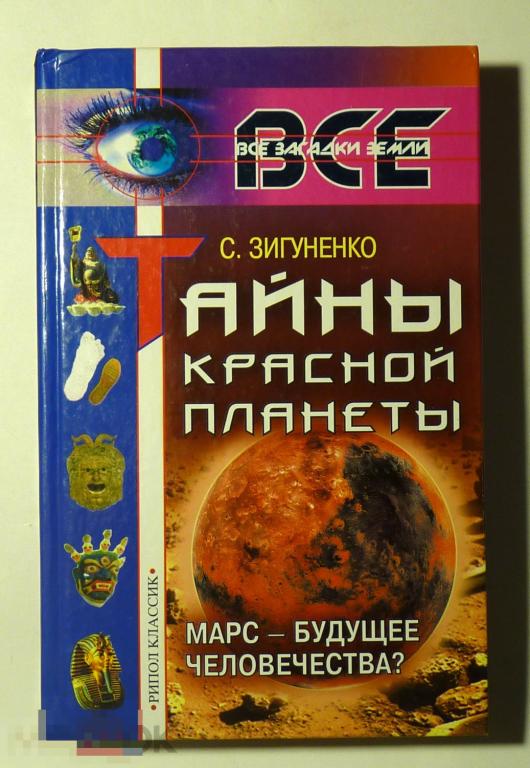 ВСЕ
ВСЕ ЗАГАДКИ ЗЕМЛИ
С. ЗИГУНЕНКО
ТАЙНЫ
КРАСНОЙ
ПЛАНЕТЫ
МАРС – БУДУЩЕЕ
ЧЕЛОВЕЧЕСТВА?
•РИПОЛ КЛАССИК•